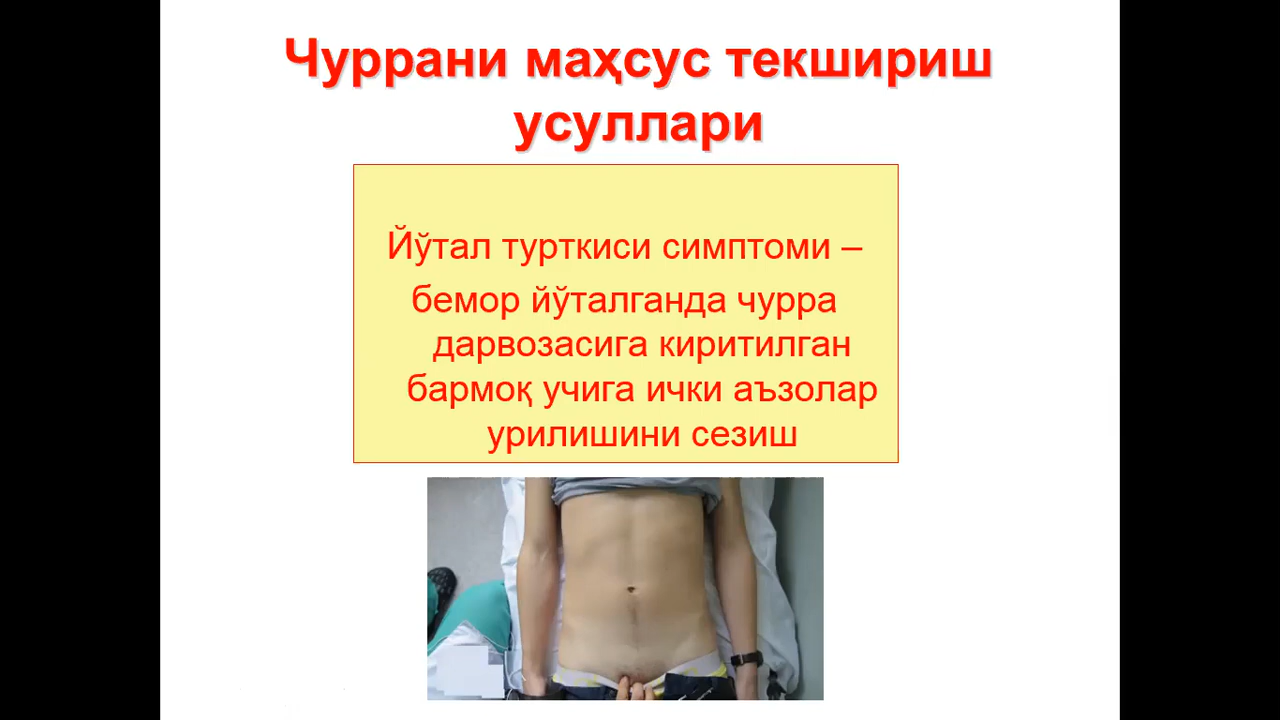 Чуррани маҳсус текшириш
усуллари
Йўтал турткиси симптоми –
бемор йўталганда чурра
дарвозасига киритилган
бармоқ учига ички аъзолар
урилишини сезиш